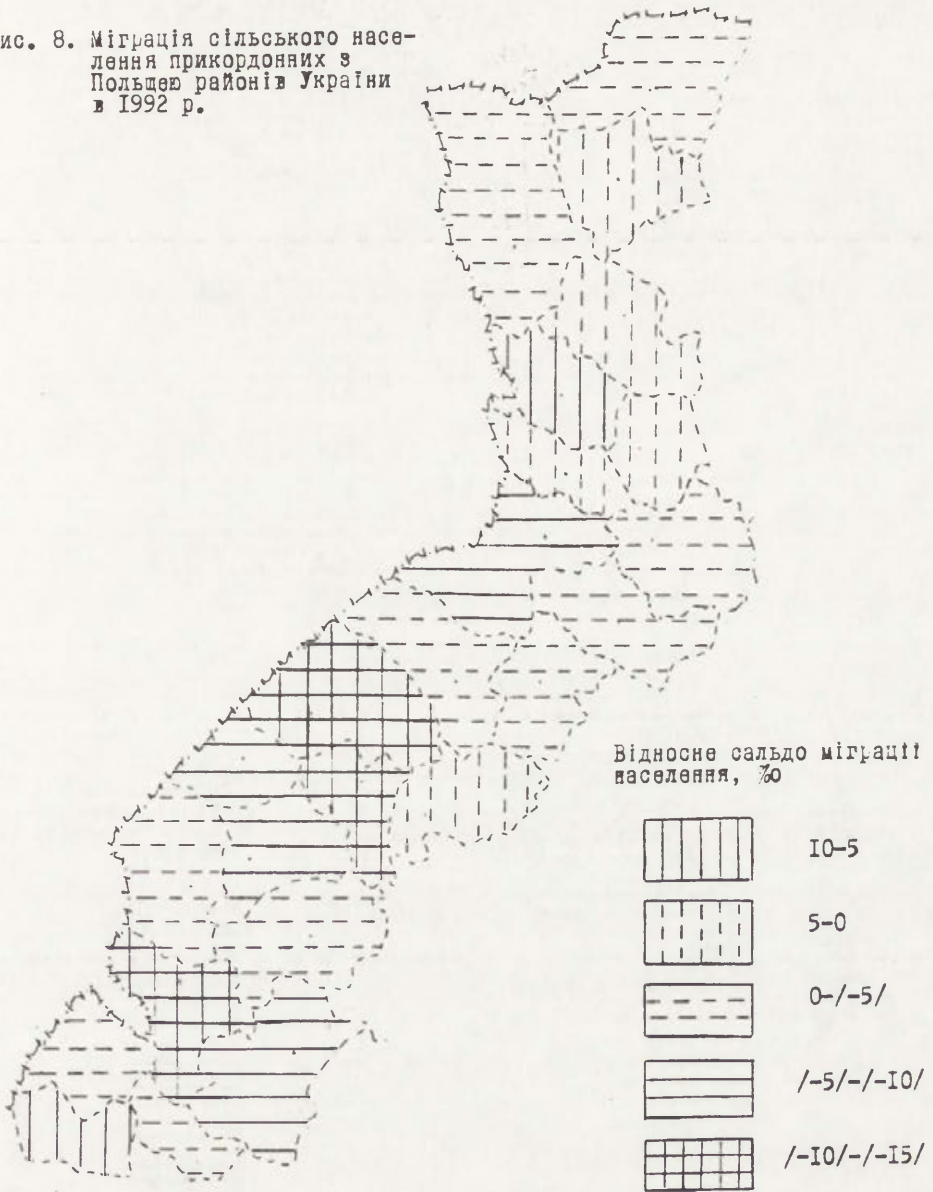 ис. 8. Міграція сільського насе-
лення прикордонних з
Польщею районів України
в 1992 р.
Відносне сальдо міграції
населення, ‰
10-5
5-0
0-/-5/
/-5/-/-10/
/-10/-/-15/